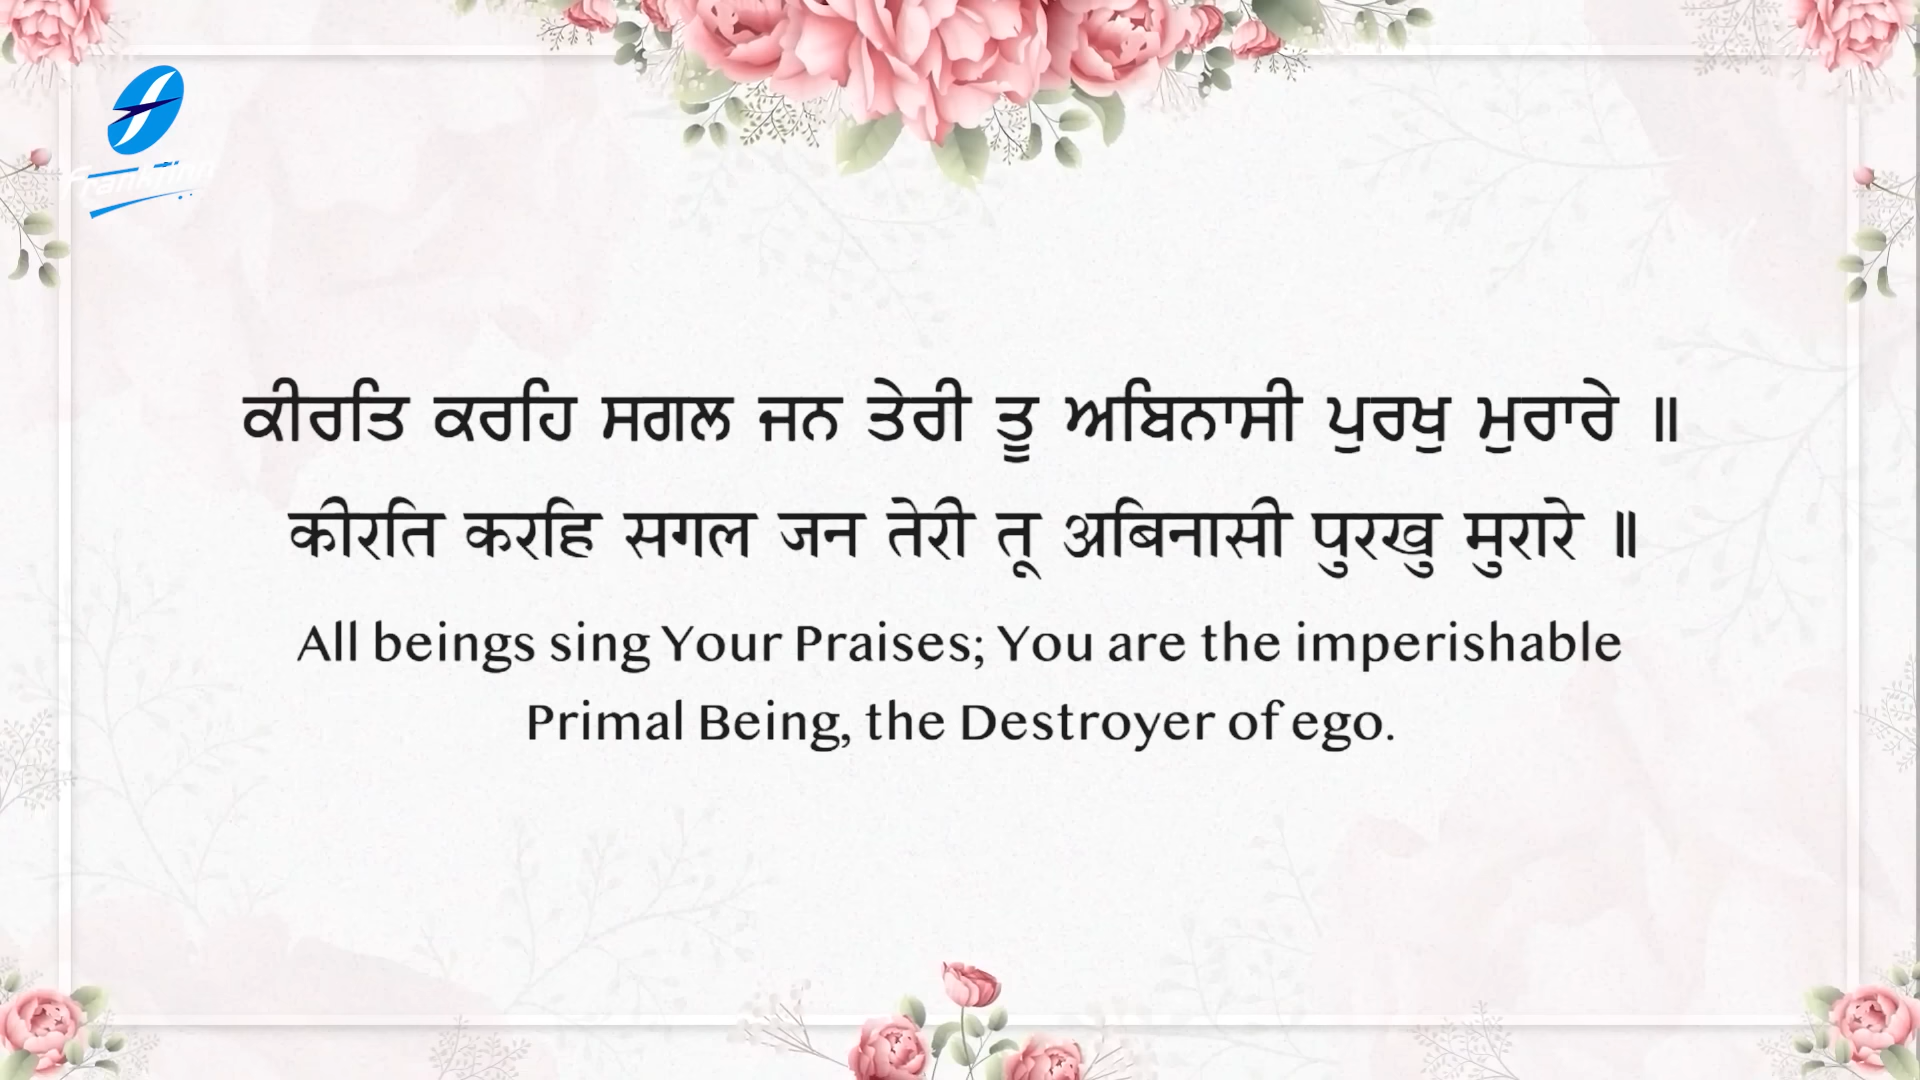 Frankfinn
ਕੀਰਤਿ ਕਰਹਿ ਸਗਲ ਜਨ ਤੇਰੀ ਤੂ ਅਬਿਨਾਸੀ ਪੁਰਖੁ ਮੁਰਾਰੇ ॥
कीरति करहि सगल जन तेरी तू अबिनासी पुरखु मुरारे ॥
All beings sing Your Praises; You are the imperishable
Primal Being, the Destroyer of ego.